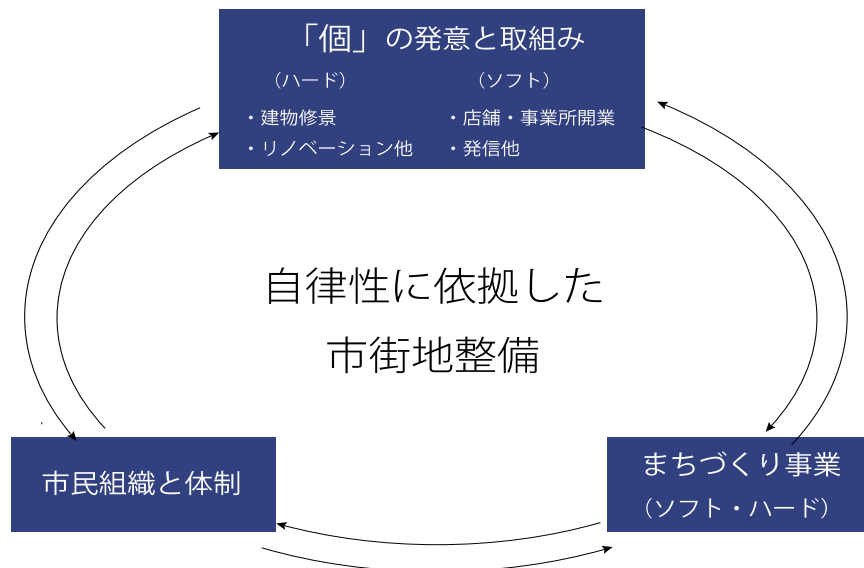 「個」の発意と取組み
（ハード）　（ソフト）
・建物修景　・店舗・事業所開業
・リノベーション他　・発信他
自律性に依拠した
市街地整備
市民組織と体制
まちづくり事業
（ソフト・ハード）